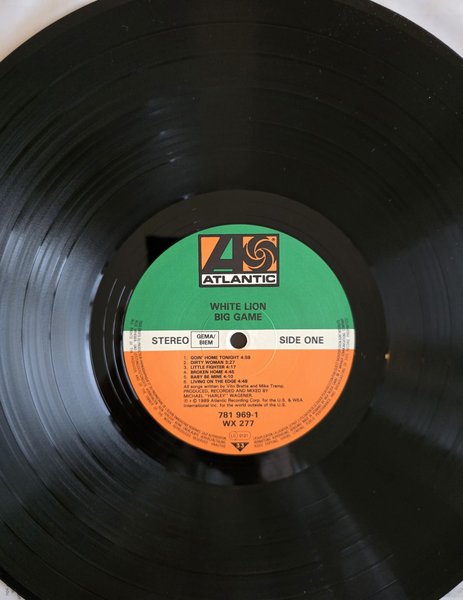 ATLANTIC
WHITE LION
BIG GAME
STEREO GEMA/BIEM SIDE ONE
1. GOIN' HOME TONIGHT 4:59
2. DIRTY WOMAN 3:27
3. LITTLE FIGHTER 4:17
4. BROKEN HOME 4:48
5. BABY BE MINE 4:10
6. LIVING ON THE EDGE 4:48
All songs written by Vito Bratta and Mike Tramp.
PRODUCED, RECORDED AND MIXED BY
MICHAEL "HARLEY" WAGENER.
℗ © 1989 Atlantic Recording Corp. for the U.S. & WEA
International Inc. for the world outside of the U.S.
781 969-1
WX 277
33